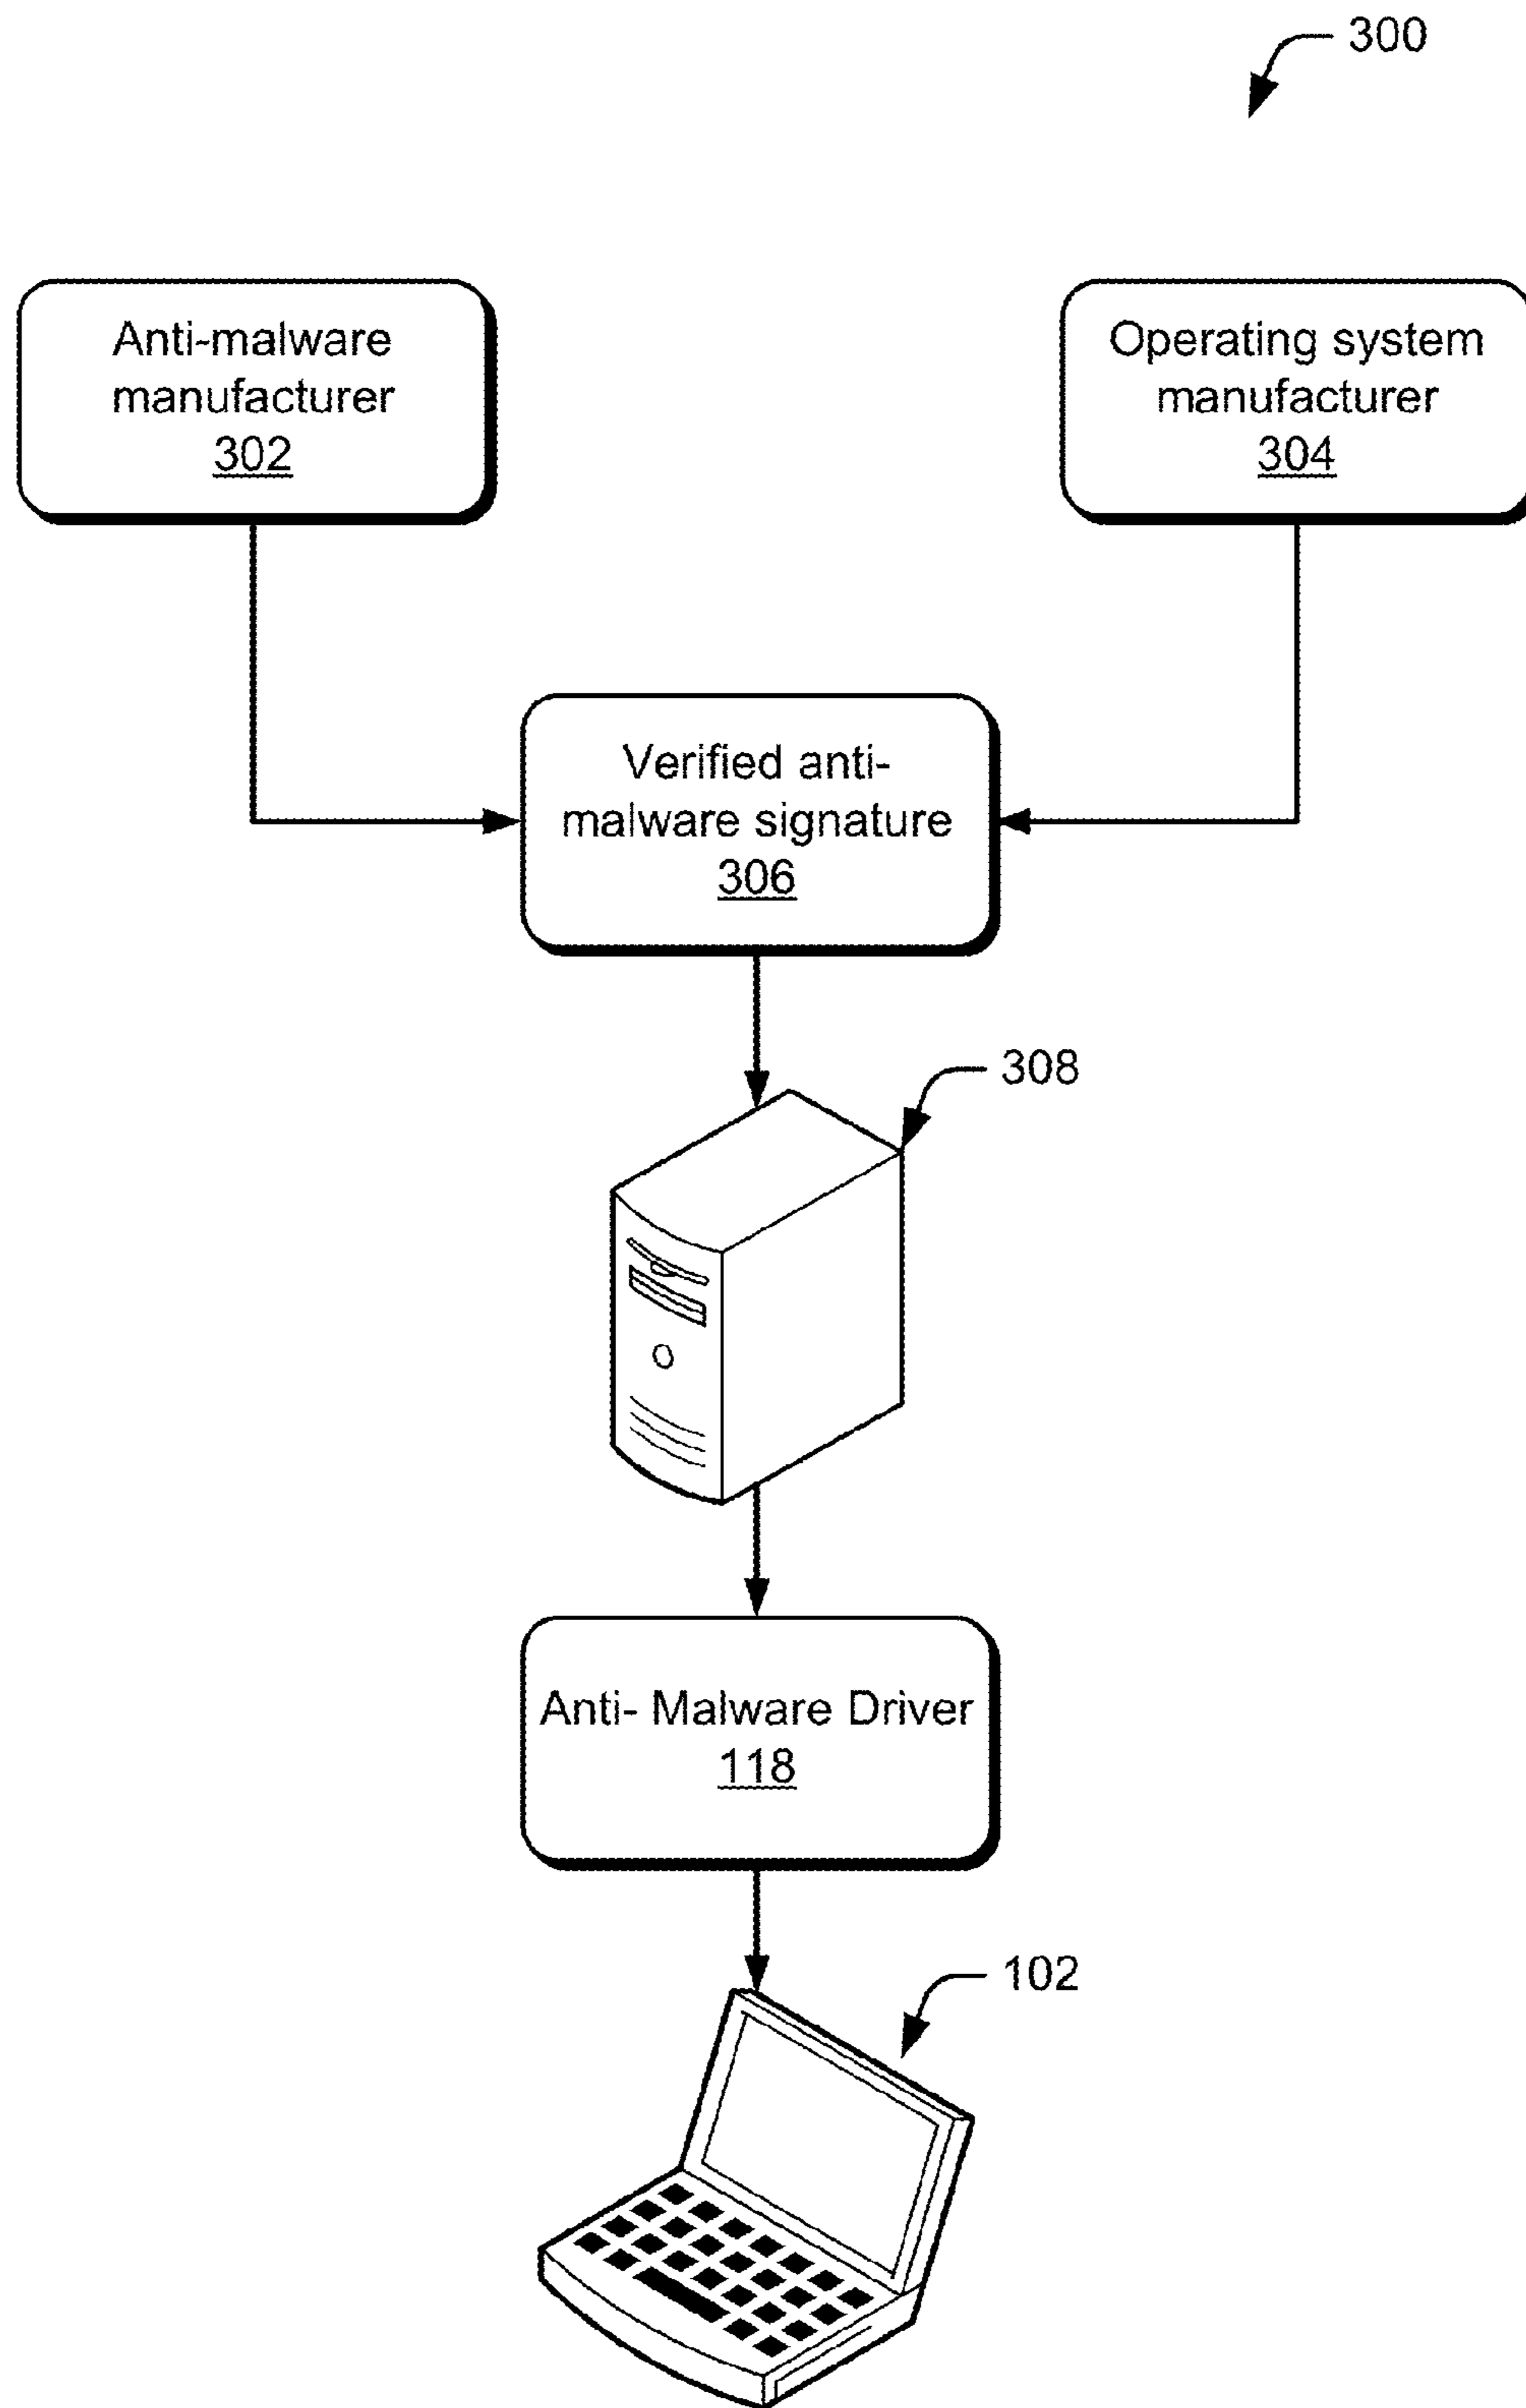 300
Anti-malware
manufacturer
302
Operating system
manufacturer
304
Verified anti-
malware signature
306
308
Anti- Malware Driver
118
102